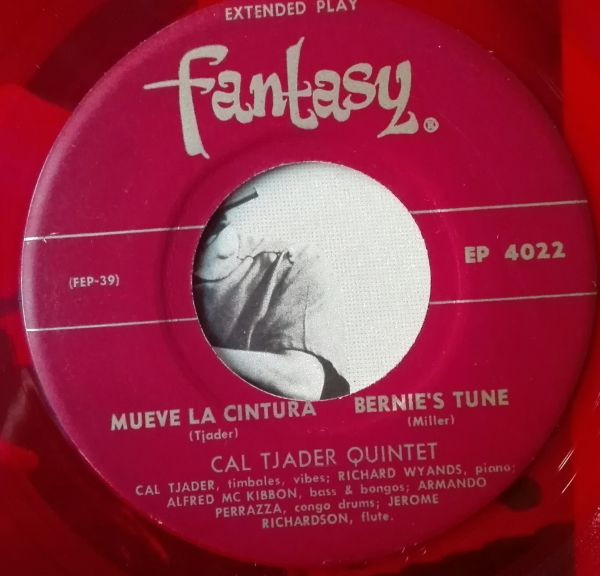 EXTENDED PLAY
fantasy®
EP 4022
(FEP-39)
MUEVE LA CINTURA BERNIE'S TUNE
(Tjader) (Miller)
CAL TJADER QUINTET
CAL TJADER, timbales, vibes; RICHARD WYANDS, piano;
ALFRED MC KIBBON, bass & bongos; ARMANDO
PERRAZZA, congo drums; JEROME
RICHARDSON, flute.